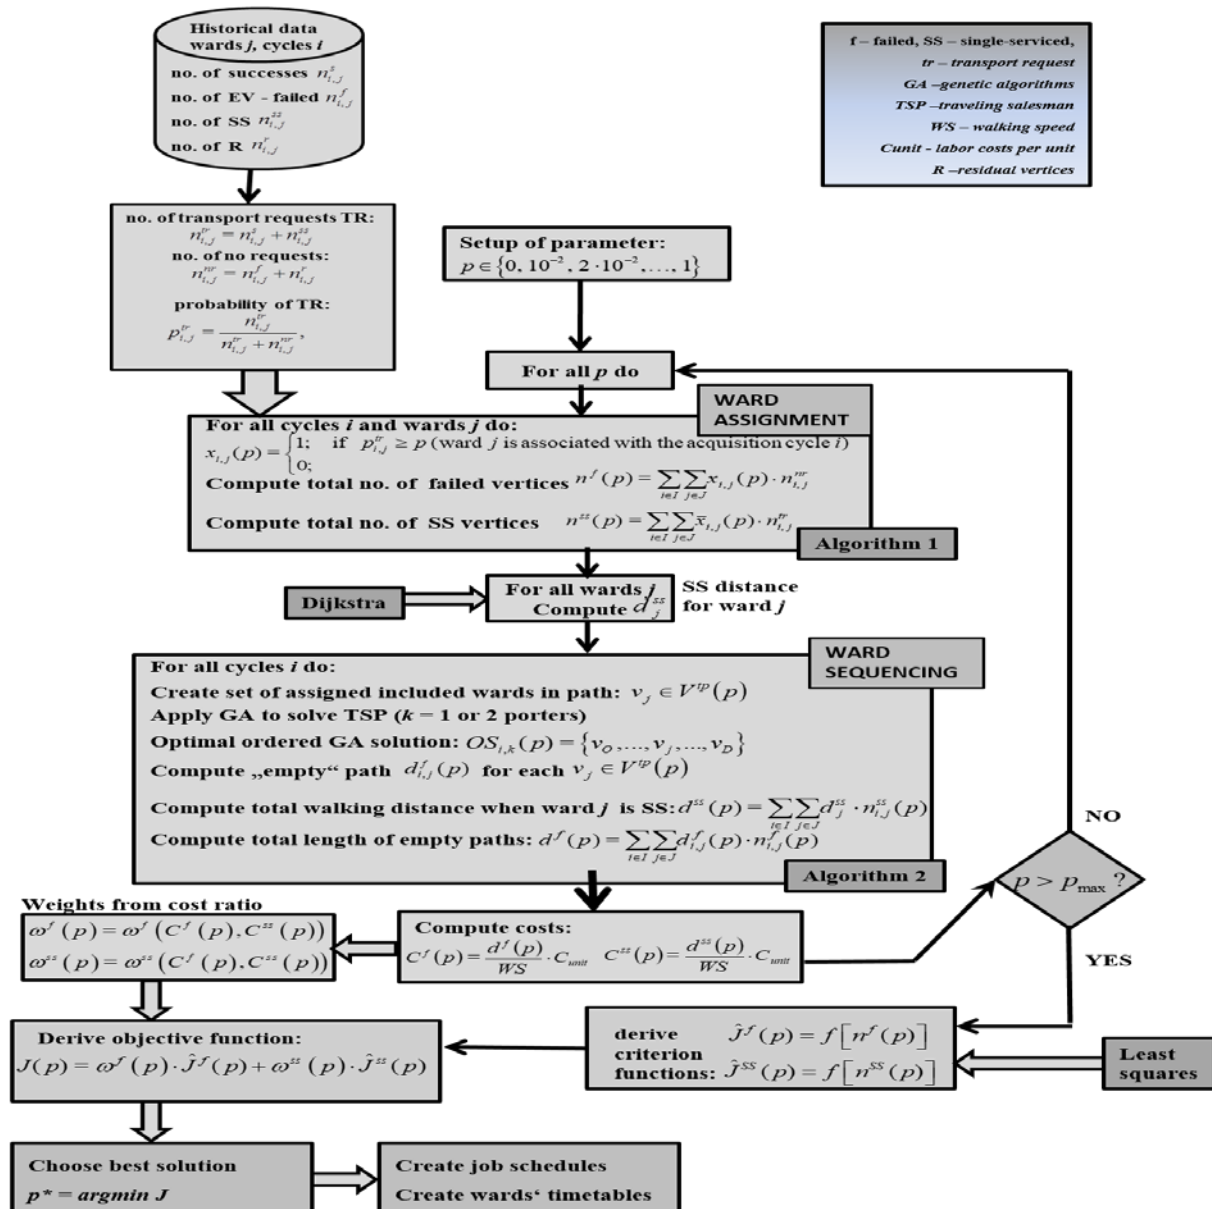 Historical data
wards j, cycles i
no. of successes n^s_{i,j}
no. of EV - failed n^f_{i,j}
no. of SS n^{ss}_{i,j}
no. of R n^r_{i,j}
f – failed, SS – single-serviced,
tr – transport request
GA –genetic algorithms
TSP –traveling salesman
WS – walking speed
Cunit - labor costs per unit
R –residual vertices
no. of transport requests TR:
n^{tr}_{i,j} = n^s_{i,j} + n^{ss}_{i,j}
no. of no requests:
n^{nr}_{i,j} = n^f_{i,j} + n^r_{i,j}
probability of TR:
p^{tr}_{i,j} = n^{tr}_{i,j} / (n^{tr}_{i,j} + n^{nr}_{i,j}),
Setup of parameter:
p ∈ {0, 10^{-2}, 2·10^{-2}, …, 1}
For all p do
WARD
ASSIGNMENT
For all cycles i and wards j do:
x_{i,j}(p) = { 1; if p^{tr}_{i,j} ≥ p (ward j is associated with the acquisition cycle i)
0;
Compute total no. of failed vertices n^f(p) = ∑_{i∈I} ∑_{j∈J} x_{i,j}(p) · n^{nr}_{i,j}
Compute total no. of SS vertices n^{ss}(p) = ∑_{i∈I} ∑_{j∈J} x̄_{i,j}(p) · n^{tr}_{i,j}
Algorithm 1
Dijkstra
For all wards j
Compute d^{ss}_j
SS distance
for ward j
WARD
SEQUENCING
For all cycles i do:
Create set of assigned included wards in path: v_j ∈ V^{tp}(p)
Apply GA to solve TSP (k = 1 or 2 porters)
Optimal ordered GA solution: OS_{i,k}(p) = {v_O, …, v_j, …, v_D}
Compute „empty“ path d^f_{i,j}(p) for each v_j ∈ V^{tp}(p)
Compute total walking distance when ward j is SS: d^{ss}(p) = ∑_{i∈I} ∑_{j∈J} d^{ss}_j · n^{ss}_{i,j}(p)
Compute total length of empty paths: d^f(p) = ∑_{i∈I} ∑_{j∈J} d^f_{i,j}(p) · n^f_{i,j}(p)
Algorithm 2
NO
p > p_max ?
YES
Weights from cost ratio
ω^f(p) = ω^f(C^f(p), C^{ss}(p))
ω^{ss}(p) = ω^{ss}(C^f(p), C^{ss}(p))
Compute costs:
C^f(p) = d^f(p)/WS · C_unit C^{ss}(p) = d^{ss}(p)/WS · C_unit
Derive objective function:
J(p) = ω^f(p) · Ĵ^f(p) + ω^{ss}(p) · Ĵ^{ss}(p)
derive Ĵ^f(p) = f[n^f(p)]
criterion
functions: Ĵ^{SS}(p) = f[n^{SS}(p)]
Least
squares
Choose best solution
p* = argmin J
Create job schedules
Create wards‘ timetables